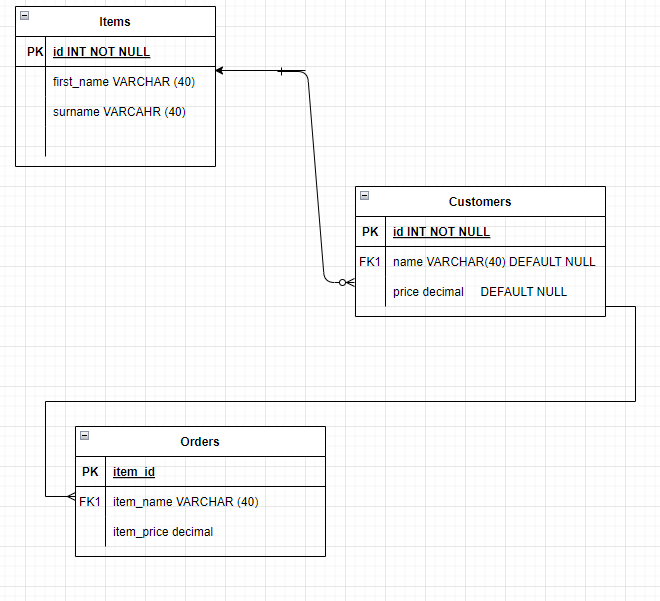 Items
PK id INT NOT NULL
first_name VARCHAR (40)
surname VARCAHR (40)
Customers
PK id INT NOT NULL
FK1 name VARCHAR(40) DEFAULT NULL
price decimal DEFAULT NULL
Orders
PK item_id
FK1 item_name VARCHAR (40)
item_price decimal